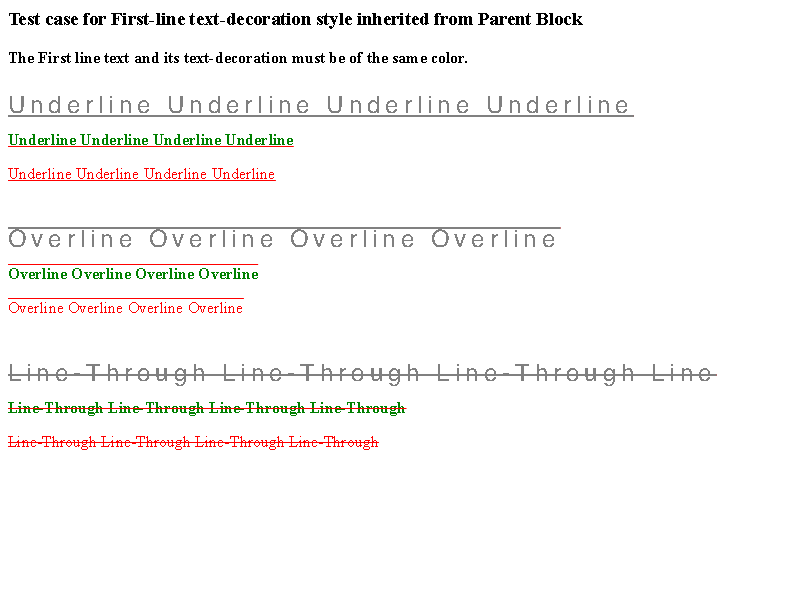 Test case for First-line text-decoration style inherited from Parent Block
The First line text and its text-decoration must be of the same color.
Underline Underline Underline Underline
Underline Underline Underline Underline
Underline Underline Underline Underline
Overline Overline Overline Overline
Overline Overline Overline Overline
Overline Overline Overline Overline
Line-Through Line-Through Line-Through Line
Line-Through Line-Through Line-Through Line-Through
Line-Through Line-Through Line-Through Line-Through